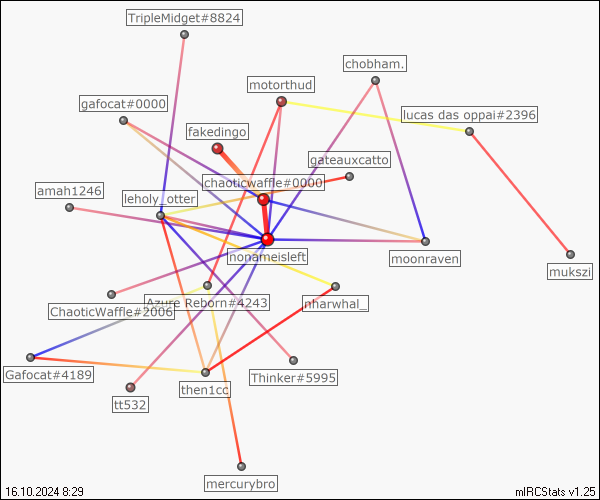 TripleMidget#8824
chobham.
motorthud
gafocat#0000
lucas das oppai#2396
fakedingo
gateauxcatto
chaoticwaffle#0000
amah1246
leholy_otter
nonameisleft
moonraven
mukszi
ChaoticWaffle#2006
Azure Reborn#4243
nharwhal_
Gafocat#4189
then1cc
Thinker#5995
tt532
mercurybro
16.10.2024 8:29
mIRCStats v1.25